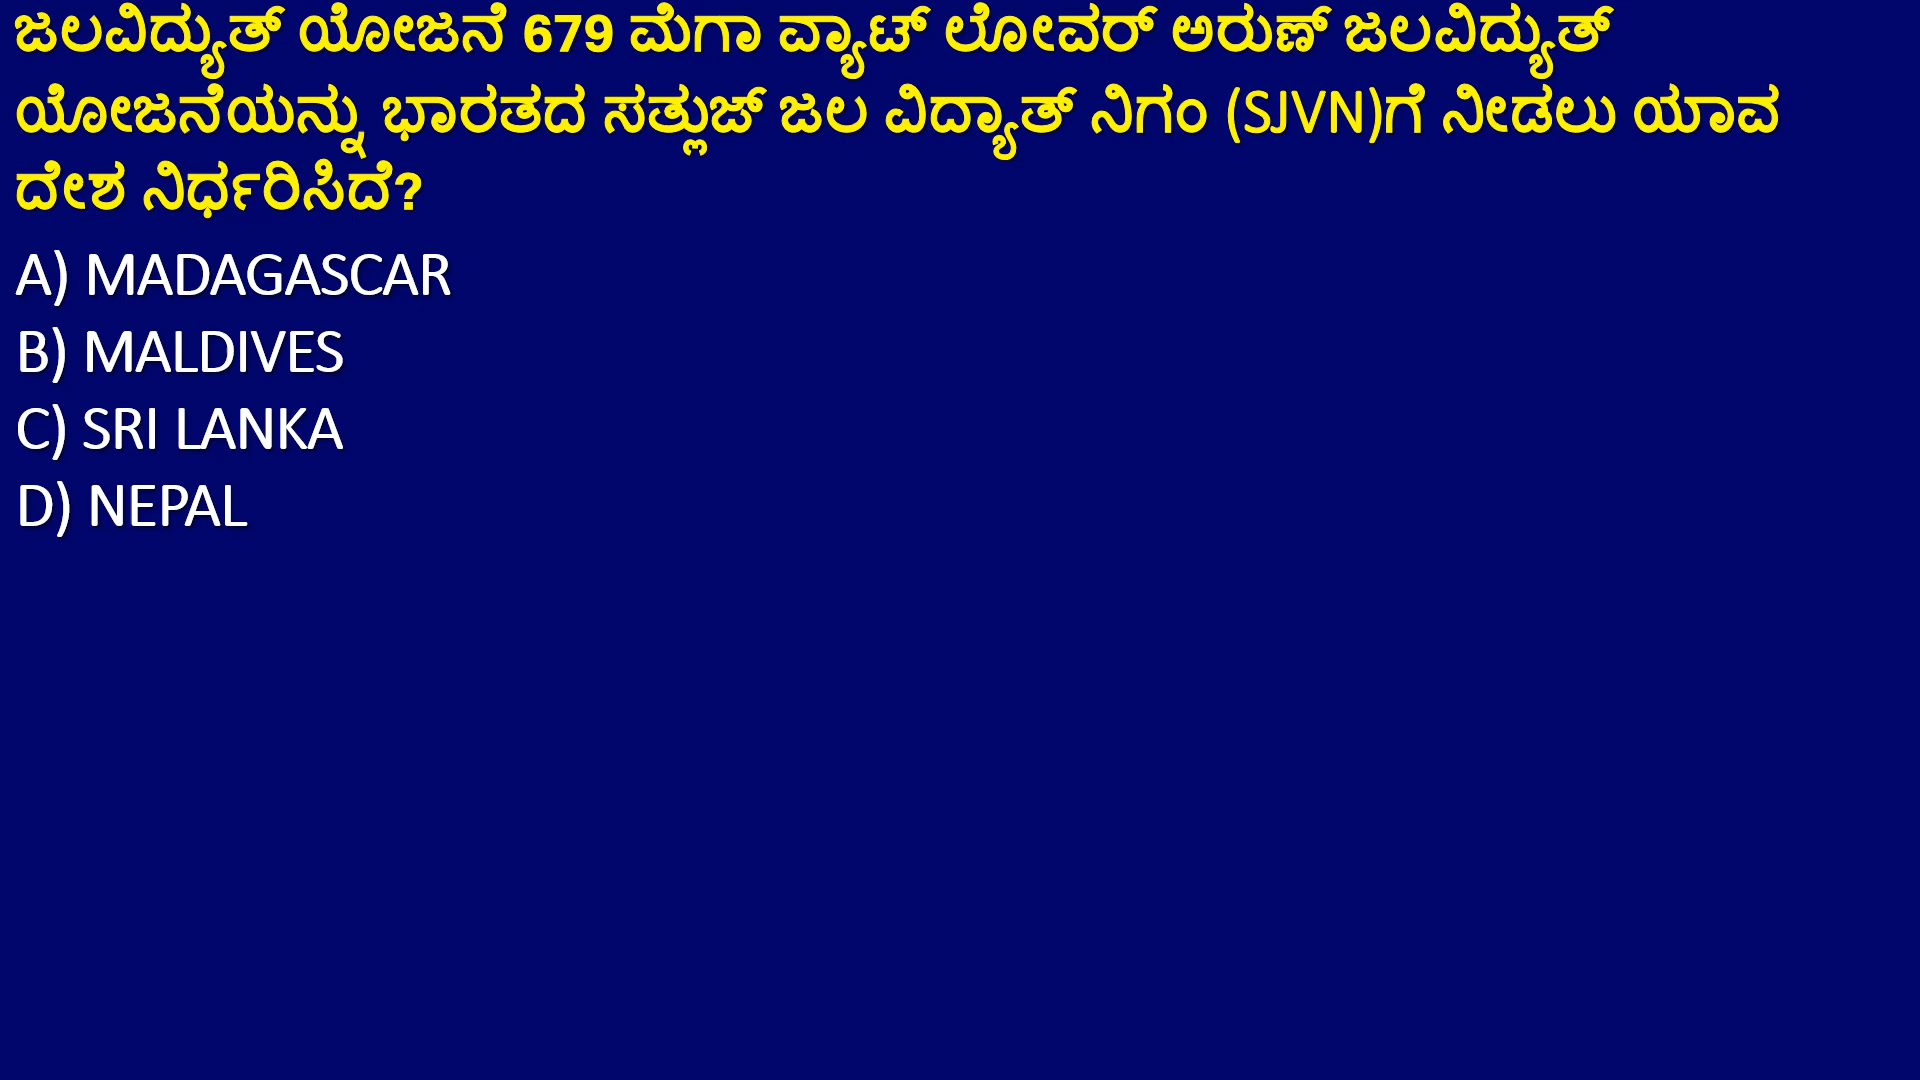 ಜಲವಿದ್ಯುತ್ ಯೋಜನೆ 679 ಮೆಗಾ ವ್ಯಾಟ್ ಲೋವರ್ ಅರುಣ್ ಜಲವಿದ್ಯುತ್
ಯೋಜನೆಯನ್ನು ಭಾರತದ ಸತ್ಲುಜ್ ಜಲ ವಿದ್ಯಾತ್ ನಿಗಂ (SJVN)ಗೆ ನೀಡಲು ಯಾವ
ದೇಶ ನಿರ್ಧರಿಸಿದೆ?
A) MADAGASCAR
B) MALDIVES
C) SRI LANKA
D) NEPAL